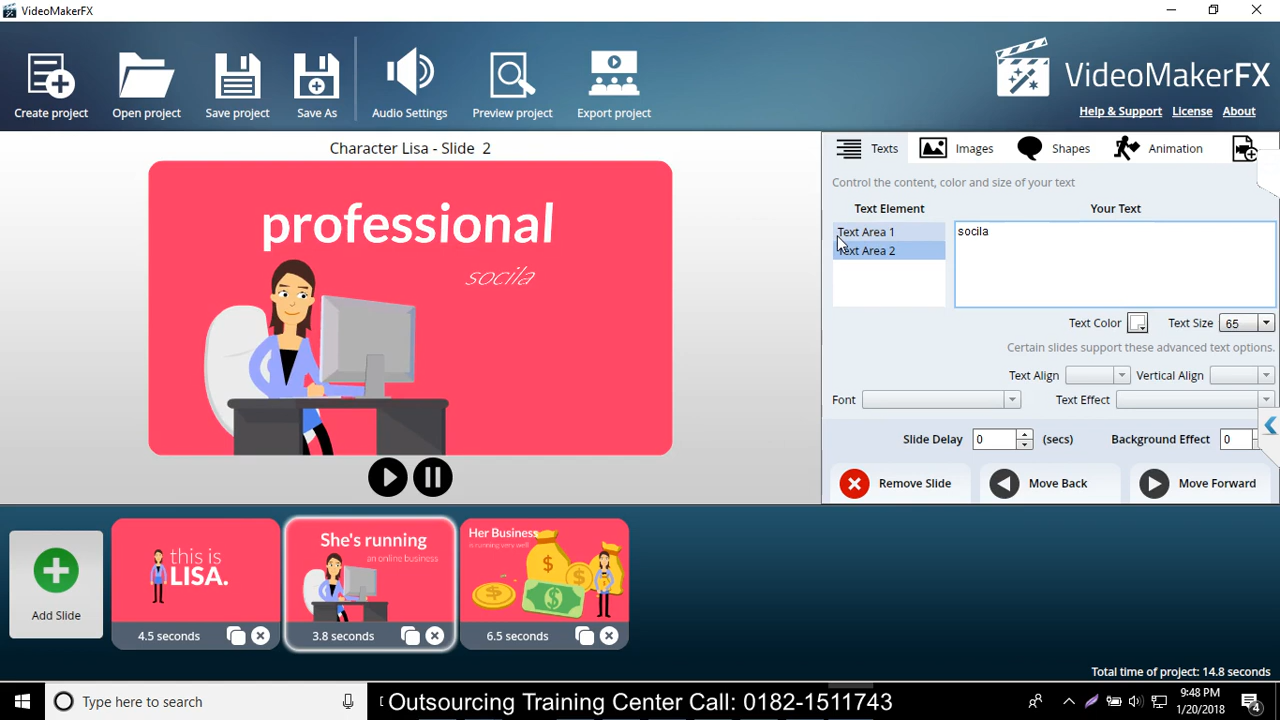 VideoMakerFX
Create project
Open project
Save project
Save As
Audio Settings
Preview project
Export project
VideoMakerFX
Help & Support
License
About
Character Lisa - Slide 2
professional
socila
Texts
Images
Shapes
Animation
Control the content, color and size of your text
Text Element
Your Text
Text Area 1
Text Area 2
socila
Text Color
Text Size
65
Certain slides support these advanced text options.
Text Align
Vertical Align
Font
Text Effect
Slide Delay
0
(secs)
Background Effect
0
Remove Slide
Move Back
Move Forward
Add Slide
this is
LISA.
4.5 seconds
She's running
an online business
3.8 seconds
Her Business
is running very well
6.5 seconds
Total time of project: 14.8 seconds
Type here to search
Outsourcing Training Center Call: 0182-1511743
9:48 PM
1/20/2018
4